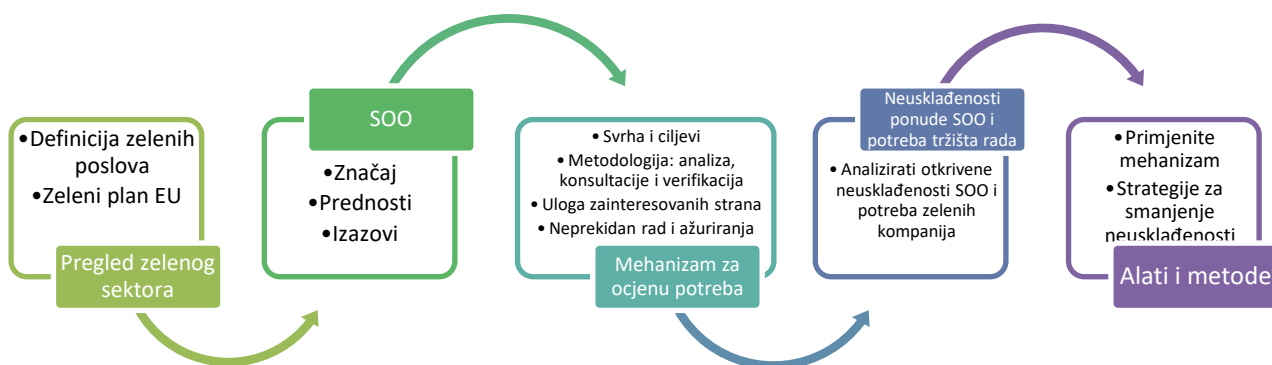 •Definicija zelenih
poslova
•Zeleni plan EU
Pregled zelenog
sektora
SOO
•Značaj
•Prednosti
•Izazovi
• Svrha i ciljevi
• Metodologija: analiza,
konsultacije i verifikacija
• Uloga zainteresovanih strana
• Neprekidan rad i ažuriranja
Mehanizam za
ocjenu potreba
Neusklađenosti
ponude SOO i
potreba tržišta rada
• Analizirati otkrivene
neusklađenosti SOO i
potreba zelenih
kompanija
• Primjenite
mehanizam
• Strategije za
smanjenje
neusklađenosti
Alati i metode